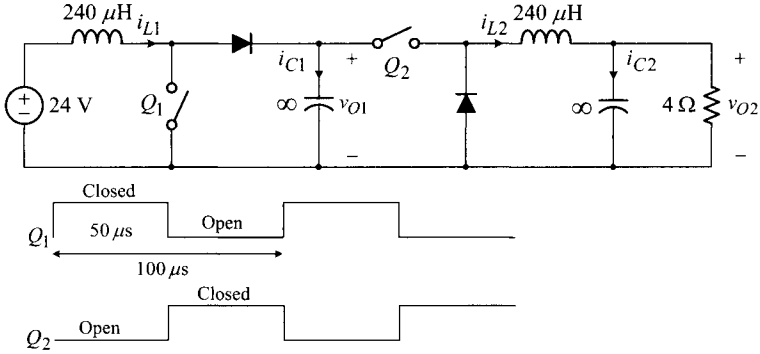 240 μH
i_L1
i_L2
240 μH
24 V
Q₁
i_C1
∞
+
v_O1
−
Q₂
i_C2
∞
4 Ω
+
v_O2
−
Closed
Q₁
50 μs
Open
100 μs
Closed
Q₂
Open